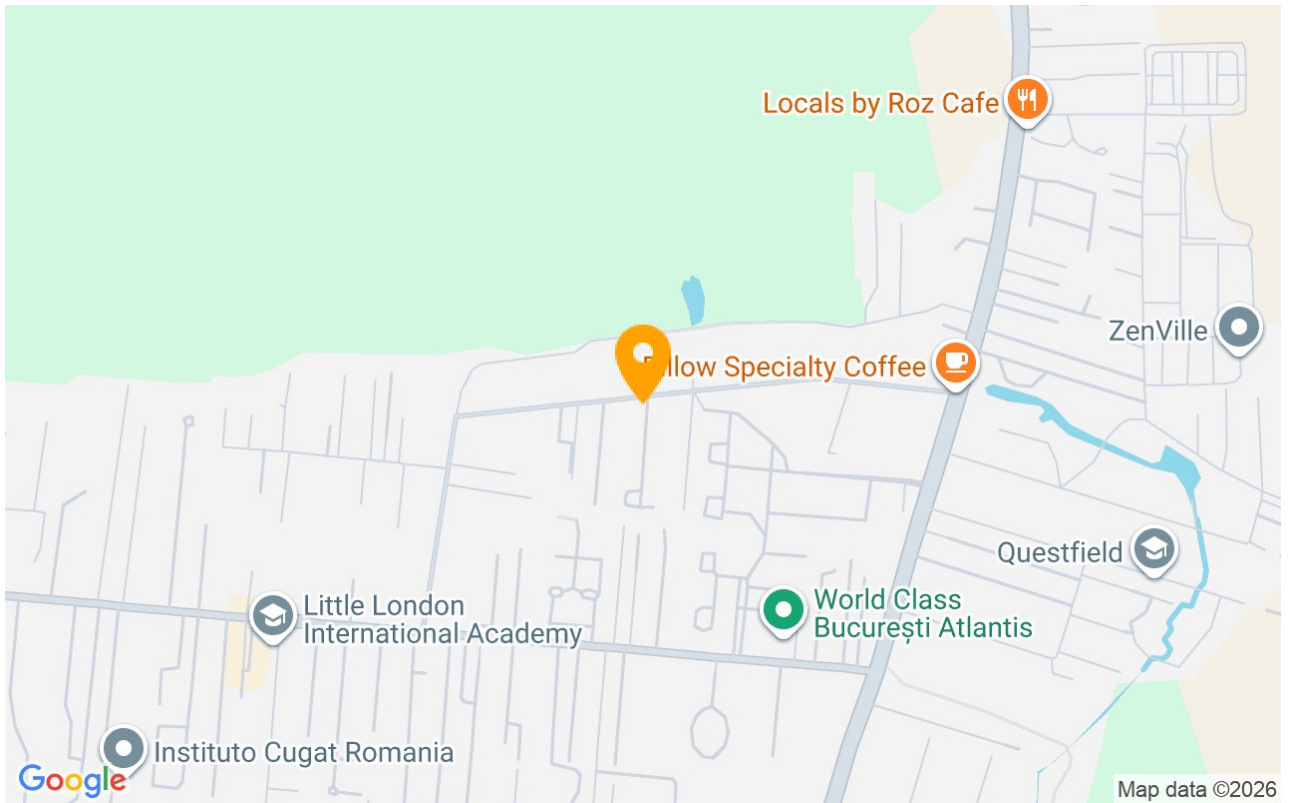 Locals by Roz Cafe
ZenVille
llow Specialty Coffee
Questfield
World Class
București Atlantis
Little London
International Academy
Instituto Cugat Romania
Google
Map data ©2026